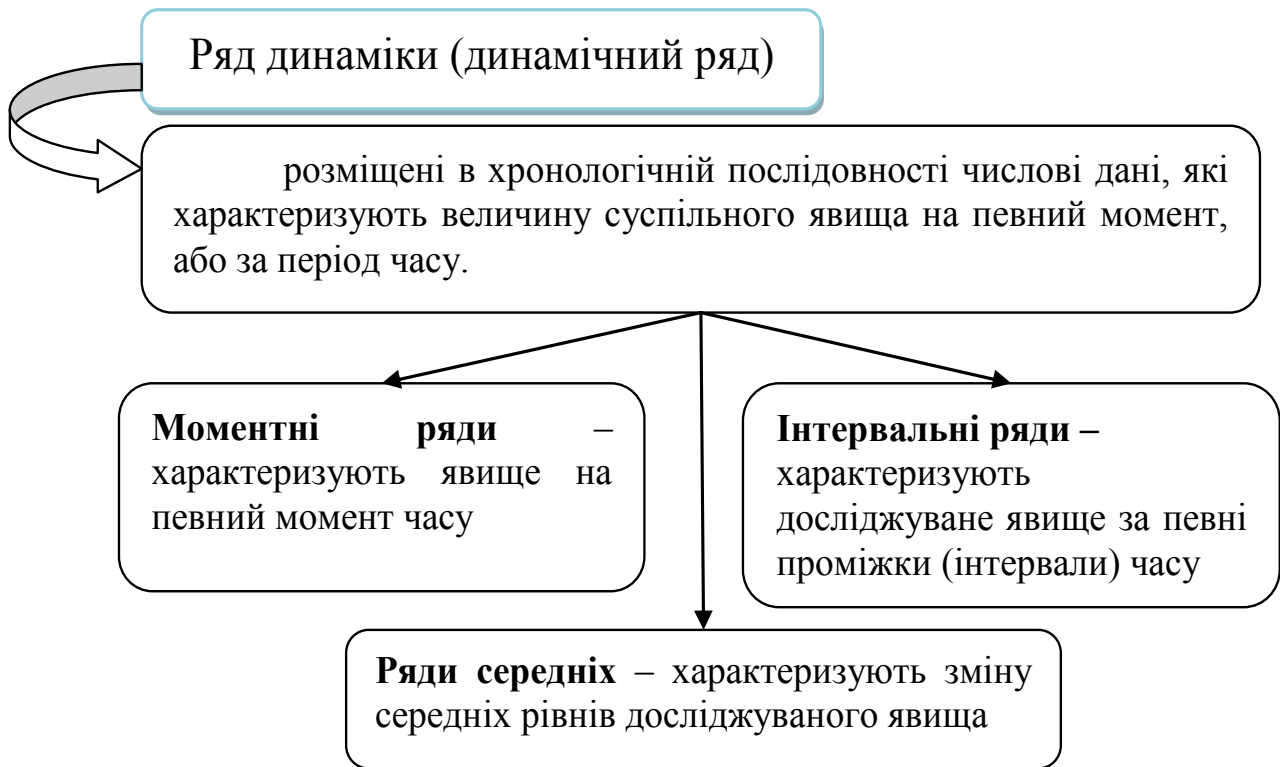 Ряд динаміки (динамічний ряд)
розміщені в хронологічній послідовності числові дані, які
характеризують величину суспільного явища на певний момент,
або за період часу.
Моментні ряди –
характеризують явище на
певний момент часу
Інтервальні ряди –
характеризують
досліджуване явище за певні
проміжки (інтервали) часу
Ряди середніх – характеризують зміну
середніх рівнів досліджуваного явища